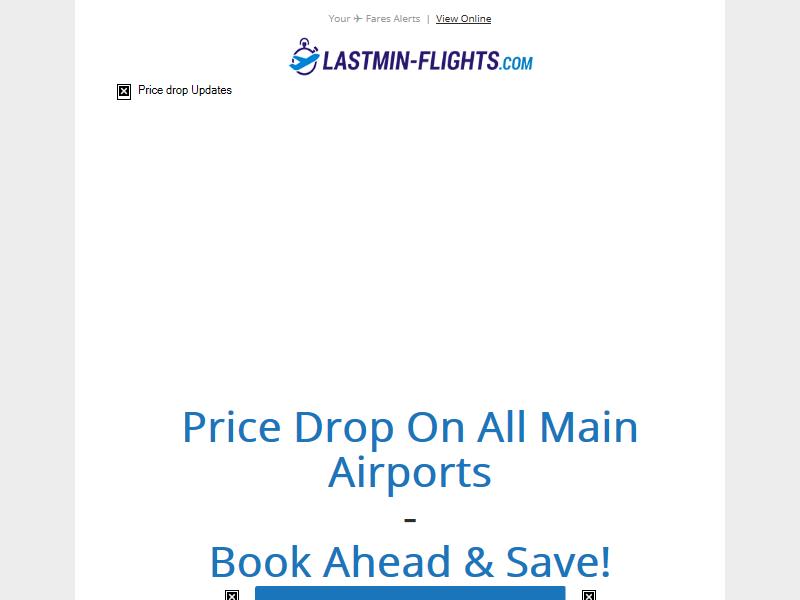 Your ✈ Fares Alerts | View Online
LASTMIN-FLIGHTS.COM
Price drop Updates
Price Drop On All Main
Airports
-
Book Ahead & Save!